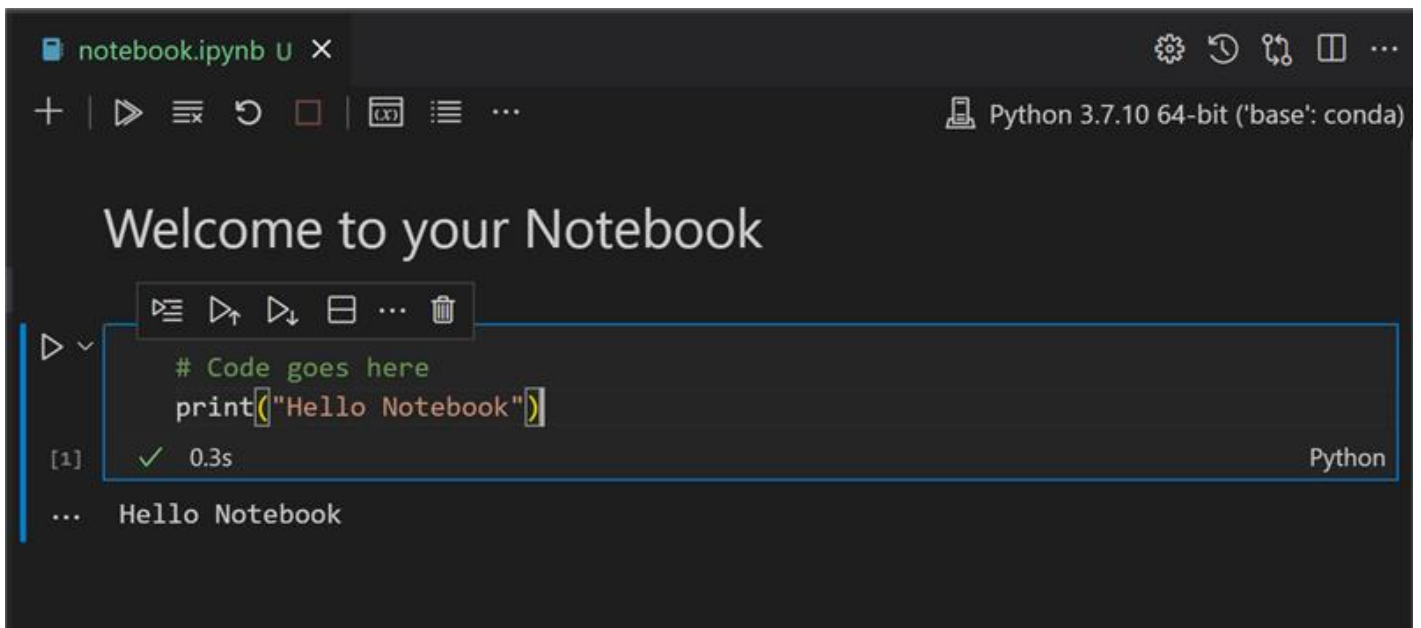 notebook.ipynb U
Python 3.7.10 64-bit ('base': conda)
Welcome to your Notebook
# Code goes here
print("Hello Notebook")
[1] 0.3s Python
... Hello Notebook